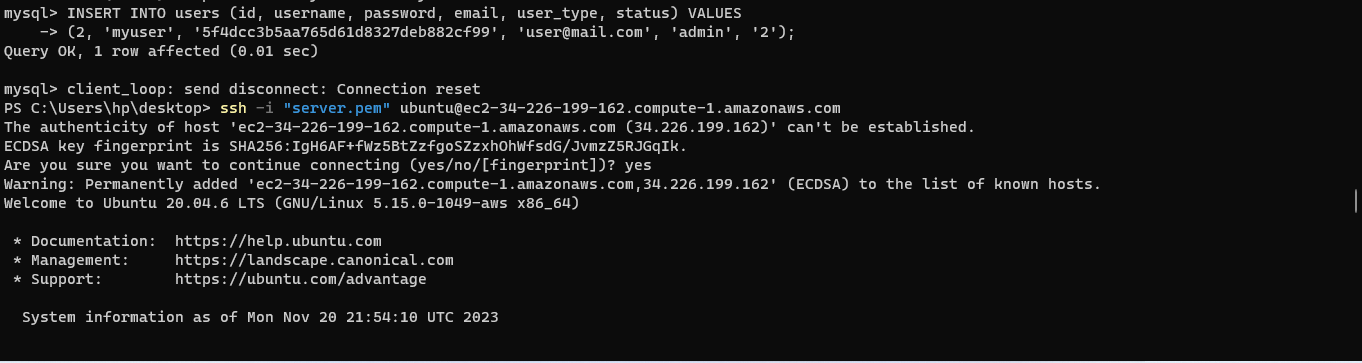 mysql> INSERT INTO users (id, username, password, email, user_type, status) VALUES
    -> (2, 'myuser', '5f4dcc3b5aa765d61d8327deb882cf99', 'user@mail.com', 'admin', '2');
Query OK, 1 row affected (0.01 sec)
mysql> client_loop: send disconnect: Connection reset
PS C:\Users\hp\desktop> ssh -i "server.pem" ubuntu@ec2-34-226-199-162.compute-1.amazonaws.com
The authenticity of host 'ec2-34-226-199-162.compute-1.amazonaws.com (34.226.199.162)' can't be established.
ECDSA key fingerprint is SHA256:IgH6AF+fWz5BtZzfgoSZzxhOhWfsdG/JvmzZ5RJGqIk.
Are you sure you want to continue connecting (yes/no/[fingerprint])? yes
Warning: Permanently added 'ec2-34-226-199-162.compute-1.amazonaws.com,34.226.199.162' (ECDSA) to the list of known hosts.
Welcome to Ubuntu 20.04.6 LTS (GNU/Linux 5.15.0-1049-aws x86_64)
 * Documentation:  https://help.ubuntu.com
 * Management:     https://landscape.canonical.com
 * Support:        https://ubuntu.com/advantage
  System information as of Mon Nov 20 21:54:10 UTC 2023